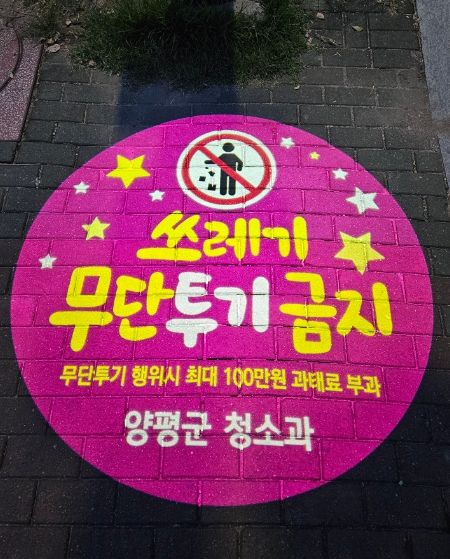 쓰레기
무단투기 금지
무단투기 행위시 최대 100만원 과태료 부과
양평군 청소과